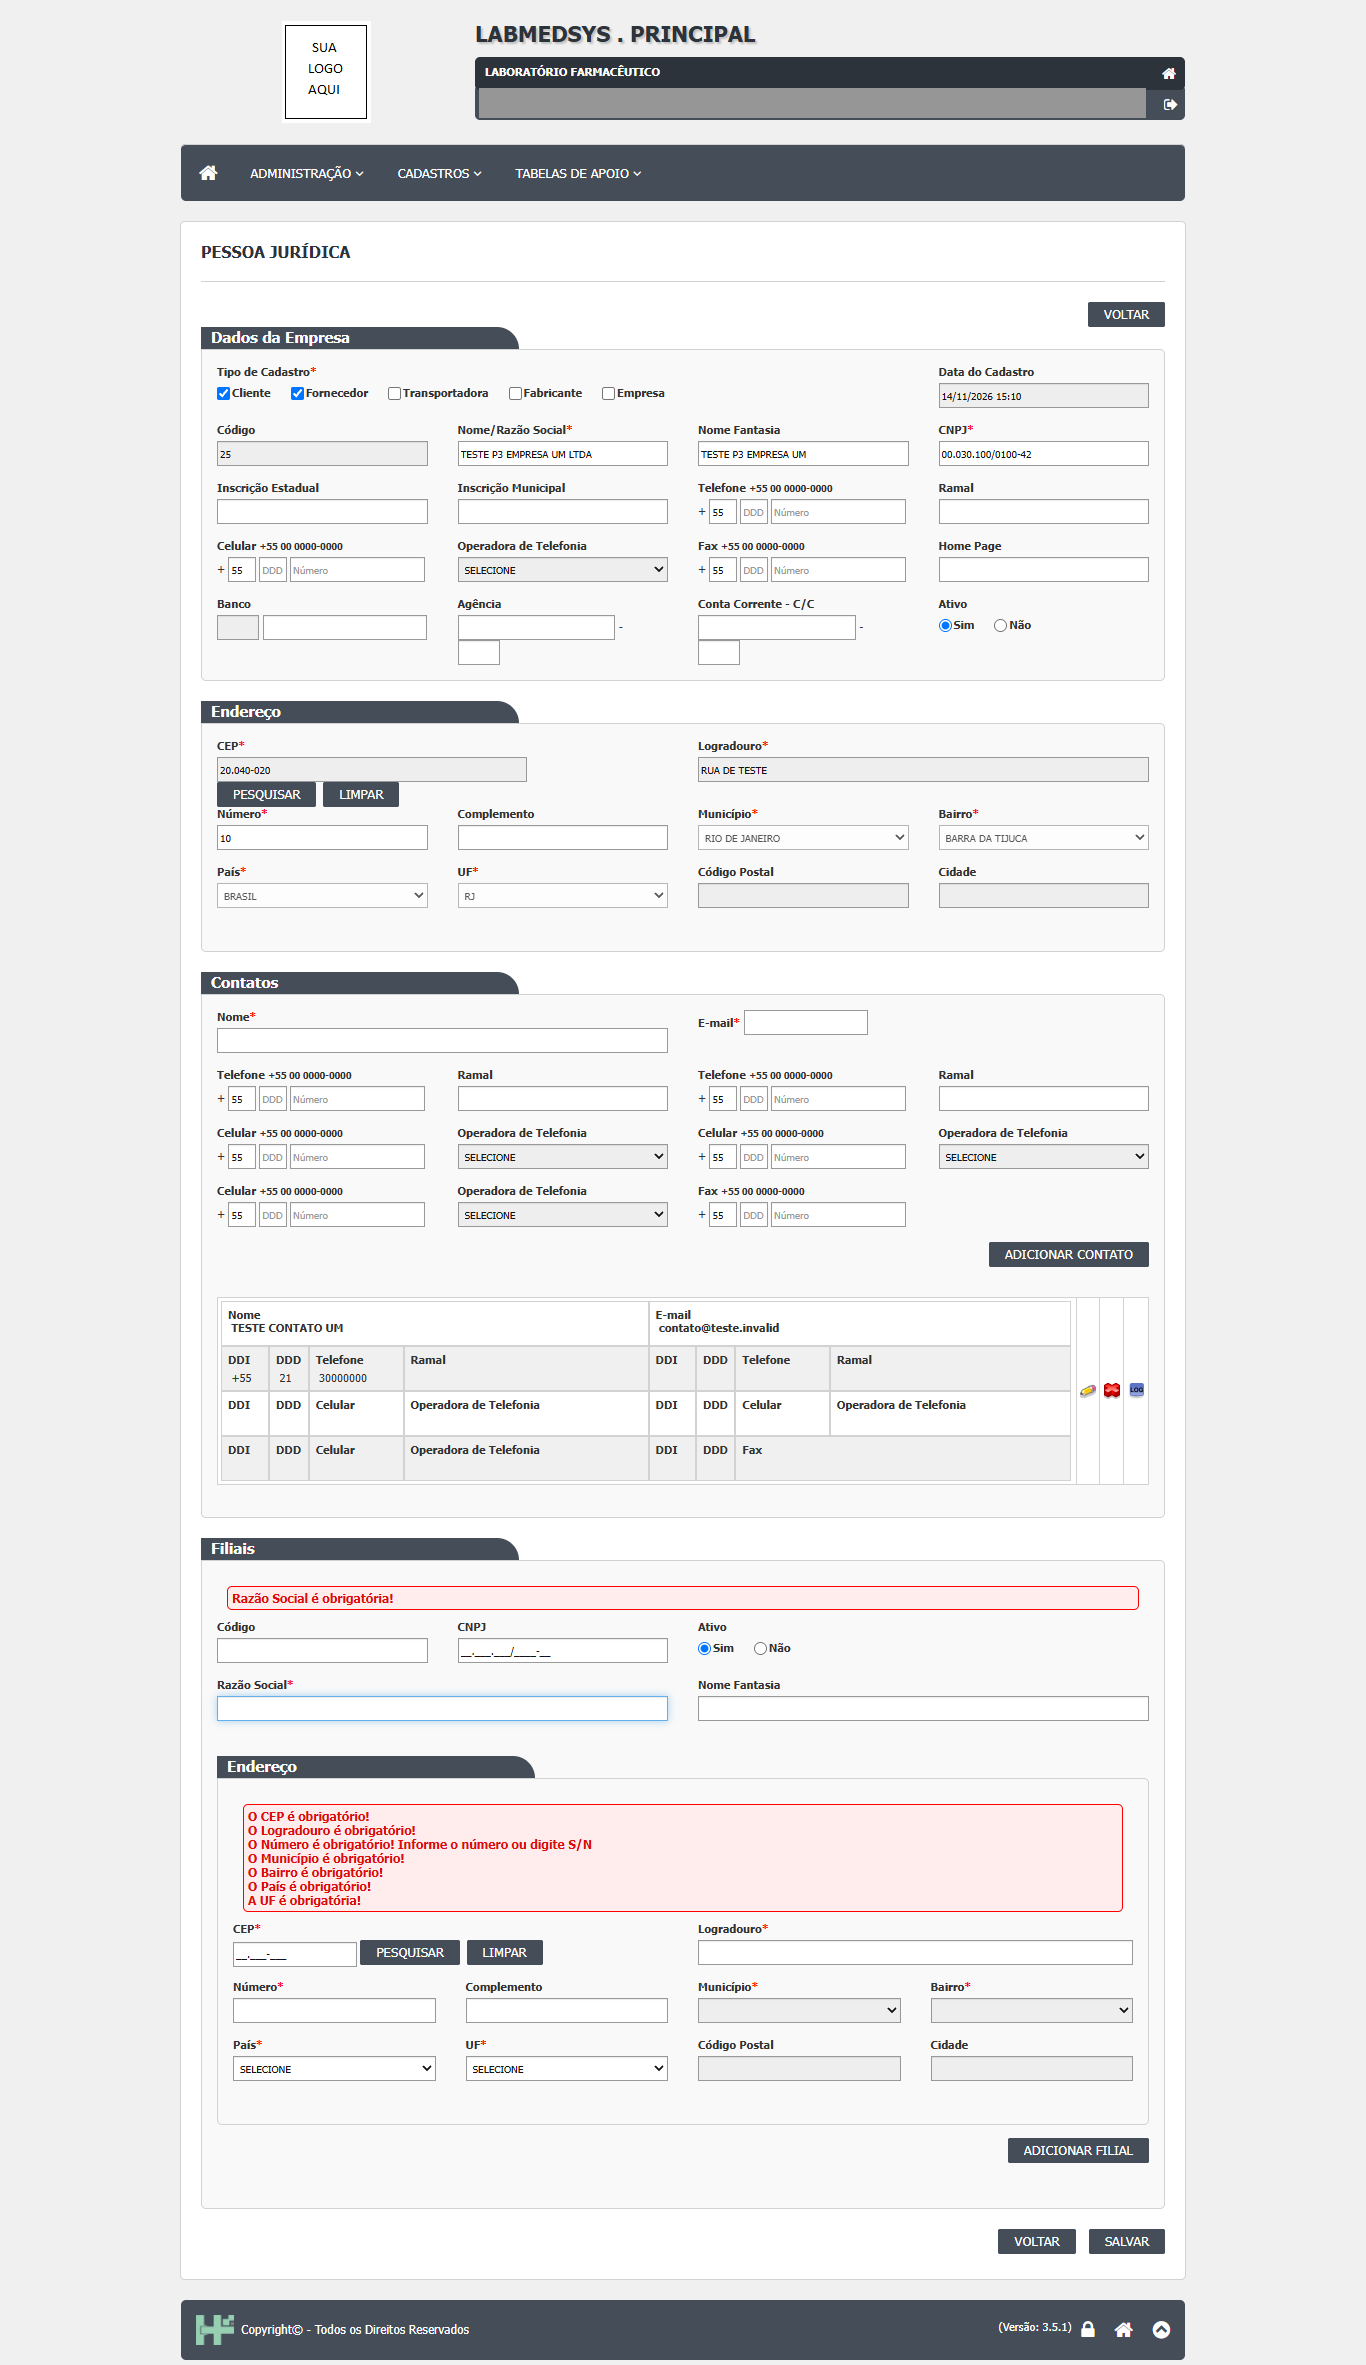 SUA
LOGO
AQUI
LABMEDSYS . PRINCIPAL
LABORATÓRIO FARMACÊUTICO
ADMINISTRAÇÃO CADASTROS TABELAS DE APOIO
PESSOA JURÍDICA
VOLTAR
Dados da Empresa
Tipo de Cadastro* Data do Cadastro
Cliente Fornecedor Transportadora Fabricante Empresa
14/11/2026 15:10
Código Nome/Razão Social* Nome Fantasia CNPJ*
25 TESTE P3 EMPRESA UM LTDA TESTE P3 EMPRESA UM 00.030.100/0100-42
Inscrição Estadual Inscrição Municipal Telefone +55 00 0000-0000 Ramal
+ 55 DDD Número
Celular +55 00 0000-0000 Operadora de Telefonia Fax +55 00 0000-0000 Home Page
+ 55 DDD Número SELECIONE + 55 DDD Número
Banco Agência Conta Corrente - C/C Ativo
- - Sim Não
Endereço
CEP* Logradouro*
20.040-020 RUA DE TESTE
PESQUISAR LIMPAR
Número* Complemento Município* Bairro*
10 RIO DE JANEIRO BARRA DA TIJUCA
País* UF* Código Postal Cidade
BRASIL RJ
Contatos
Nome* E-mail*
Telefone +55 00 0000-0000 Ramal Telefone +55 00 0000-0000 Ramal
+ 55 DDD Número + 55 DDD Número
Celular +55 00 0000-0000 Operadora de Telefonia Celular +55 00 0000-0000 Operadora de Telefonia
+ 55 DDD Número SELECIONE + 55 DDD Número SELECIONE
Celular +55 00 0000-0000 Operadora de Telefonia Fax +55 00 0000-0000
+ 55 DDD Número SELECIONE + 55 DDD Número
ADICIONAR CONTATO
Nome E-mail
TESTE CONTATO UM contato@teste.invalid
DDI DDD Telefone Ramal DDI DDD Telefone Ramal
+55 21 30000000
LOG
DDI DDD Celular Operadora de Telefonia DDI DDD Celular Operadora de Telefonia
DDI DDD Celular Operadora de Telefonia DDI DDD Fax
Filiais
Razão Social é obrigatória!
Código CNPJ Ativo
__.___.___/____-__ Sim Não
Razão Social* Nome Fantasia
Endereço
O CEP é obrigatório!
O Logradouro é obrigatório!
O Número é obrigatório! Informe o número ou digite S/N
O Município é obrigatório!
O Bairro é obrigatório!
O País é obrigatório!
A UF é obrigatória!
CEP* Logradouro*
__.___-___ PESQUISAR LIMPAR
Número* Complemento Município* Bairro*
País* UF* Código Postal Cidade
SELECIONE SELECIONE
ADICIONAR FILIAL
VOLTAR SALVAR
Copyright© - Todos os Direitos Reservados (Versão: 3.5.1)